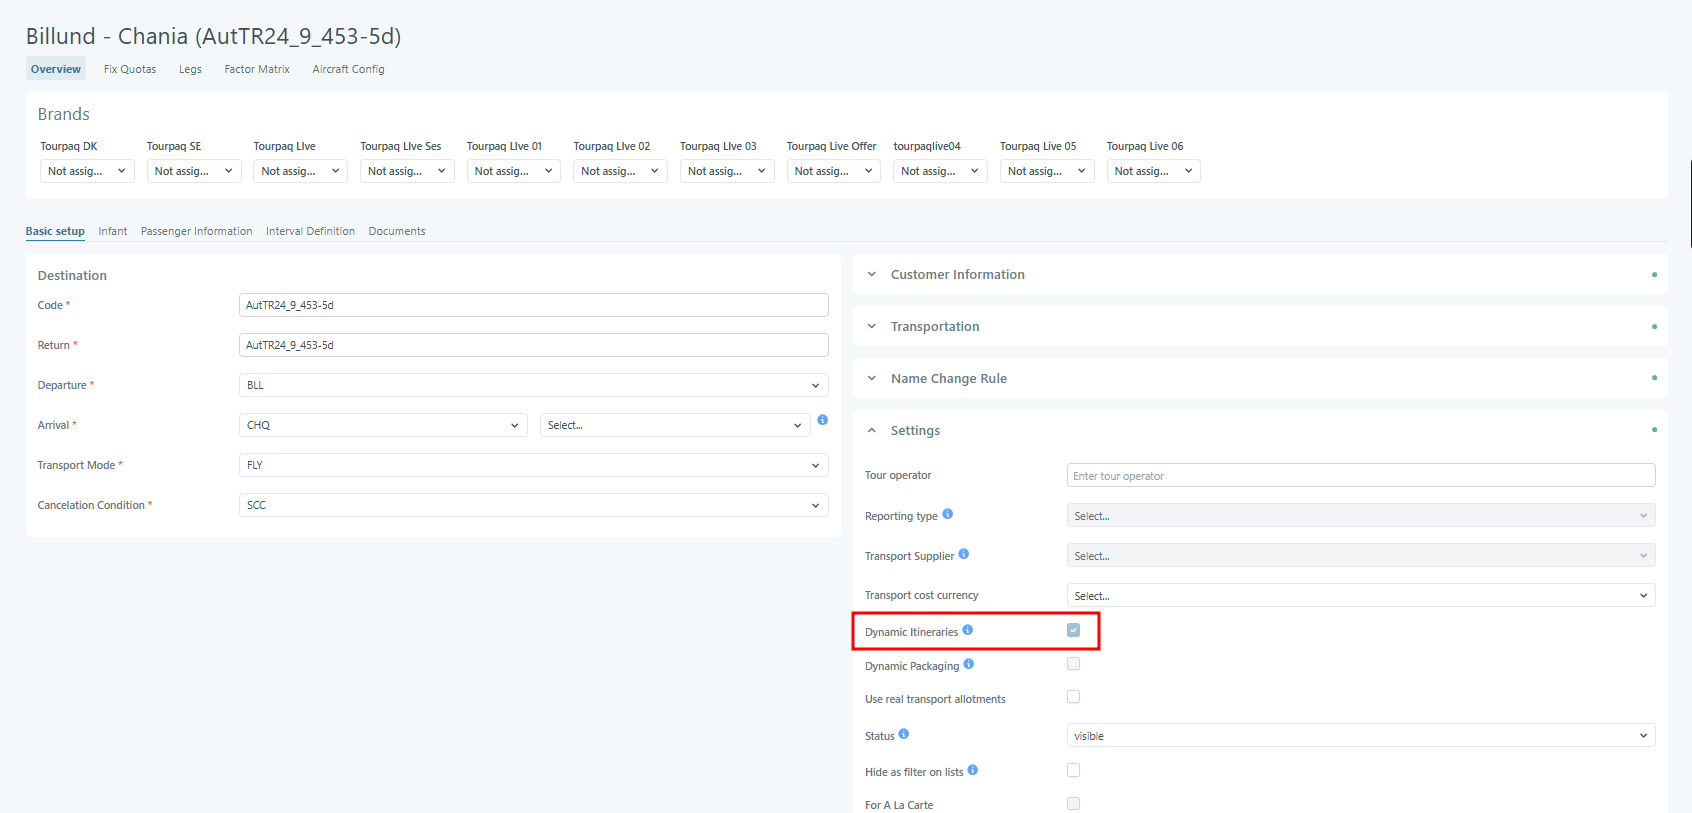 Billund - Chania (AutTR24_9_453-5d)
Overview Fix Quotas Legs Factor Matrix Aircraft Config
Brands
Tourpaq DK Tourpaq SE Tourpaq LIve Tourpaq LIve Ses Tourpaq LIve 01 Tourpaq LIve 02 Tourpaq LIve 03 Tourpaq Live Offer tourpaqlive04 Tourpaq Live 05 Tourpaq Live 06
Not assig... Not assig... Not assig... Not assig... Not assig... Not assig... Not assig... Not assig... Not assig... Not assig... Not assig...
Basic setup Infant Passenger Information Interval Definition Documents
Destination
Code * AutTR24_9_453-5d
Return * AutTR24_9_453-5d
Departure * BLL
Arrival * CHQ Select...
Transport Mode * FLY
Cancelation Condition * SCC
Customer Information
Transportation
Name Change Rule
Settings
Tour operator Enter tour operator
Reporting type Select...
Transport Supplier Select...
Transport cost currency Select...
Dynamic Itineraries
Dynamic Packaging
Use real transport allotments
Status visible
Hide as filter on lists
For A La Carte